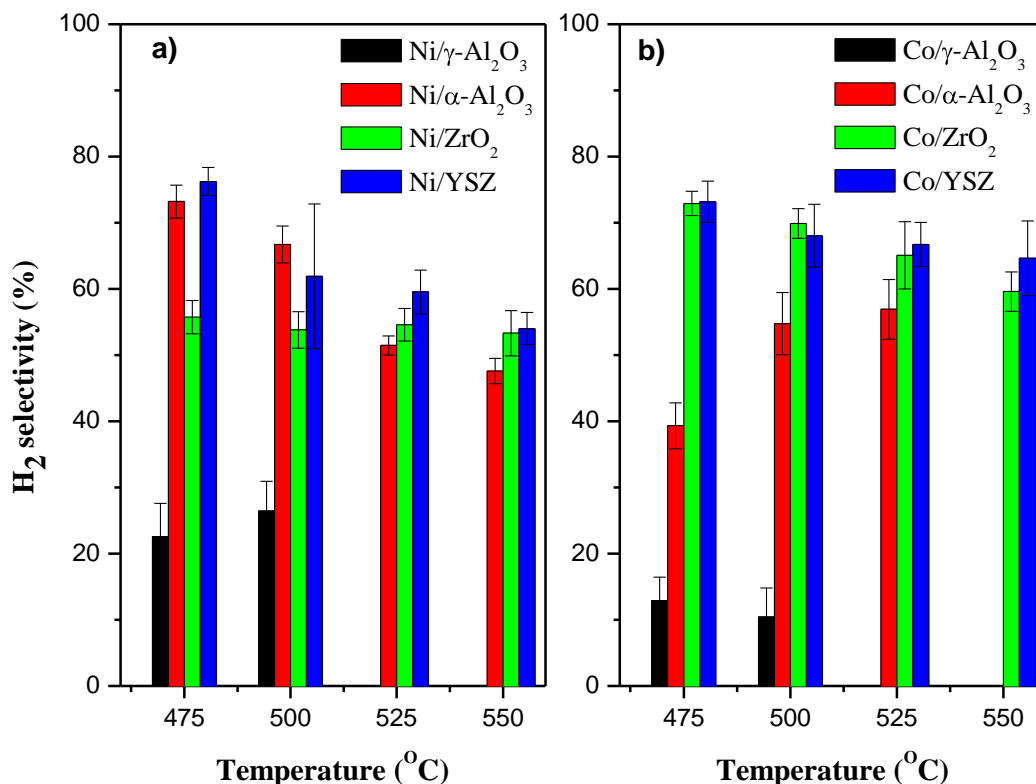 a)
Ni/γ-Al₂O₃
Ni/α-Al₂O₃
Ni/ZrO₂
Ni/YSZ
b)
Co/γ-Al₂O₃
Co/α-Al₂O₃
Co/ZrO₂
Co/YSZ
H₂ selectivity (%)
100
80
60
40
20
0
475 500 525 550
Temperature (°C)
100
80
60
40
20
0
475 500 525 550
Temperature (°C)